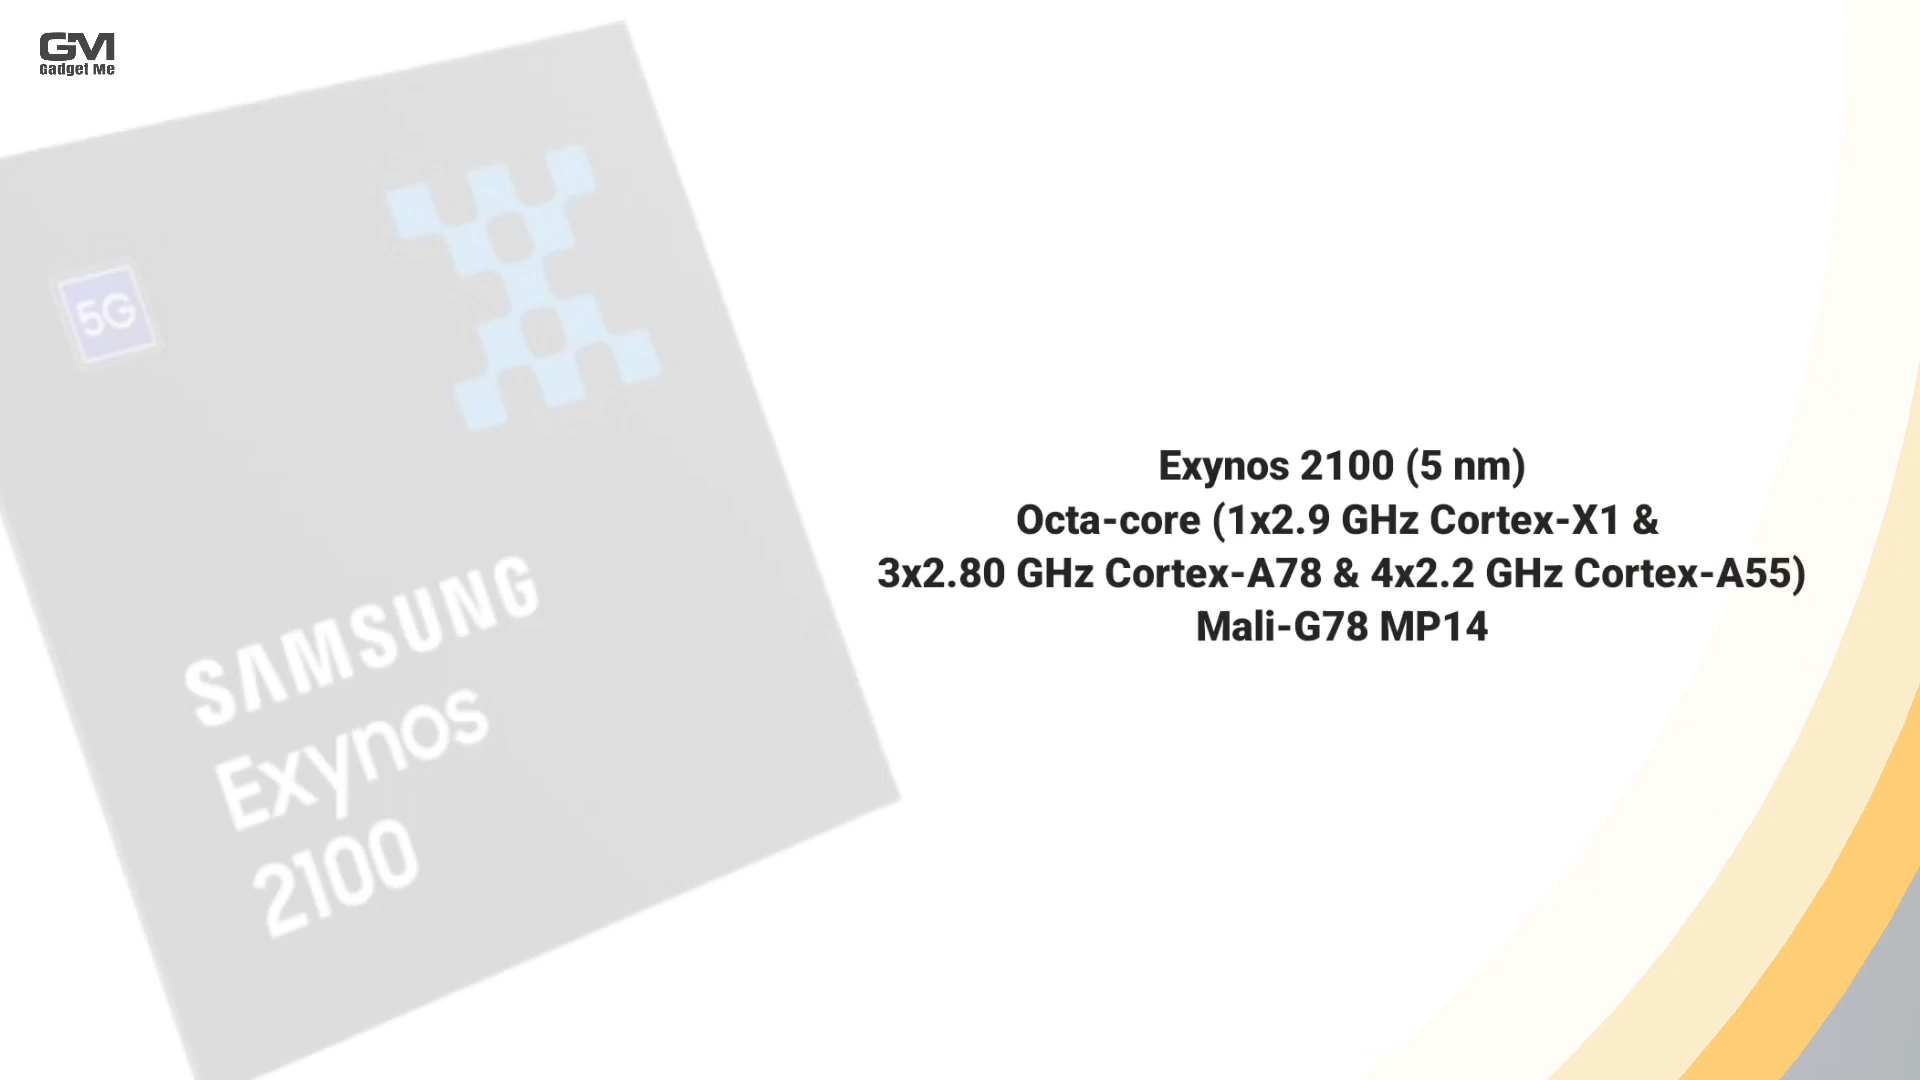 GM
Gadget Me
5G
SAMSUNG
Exynos
2100
Exynos 2100 (5 nm)
Octa-core (1x2.9 GHz Cortex-X1 &
3x2.80 GHz Cortex-A78 & 4x2.2 GHz Cortex-A55)
Mali-G78 MP14